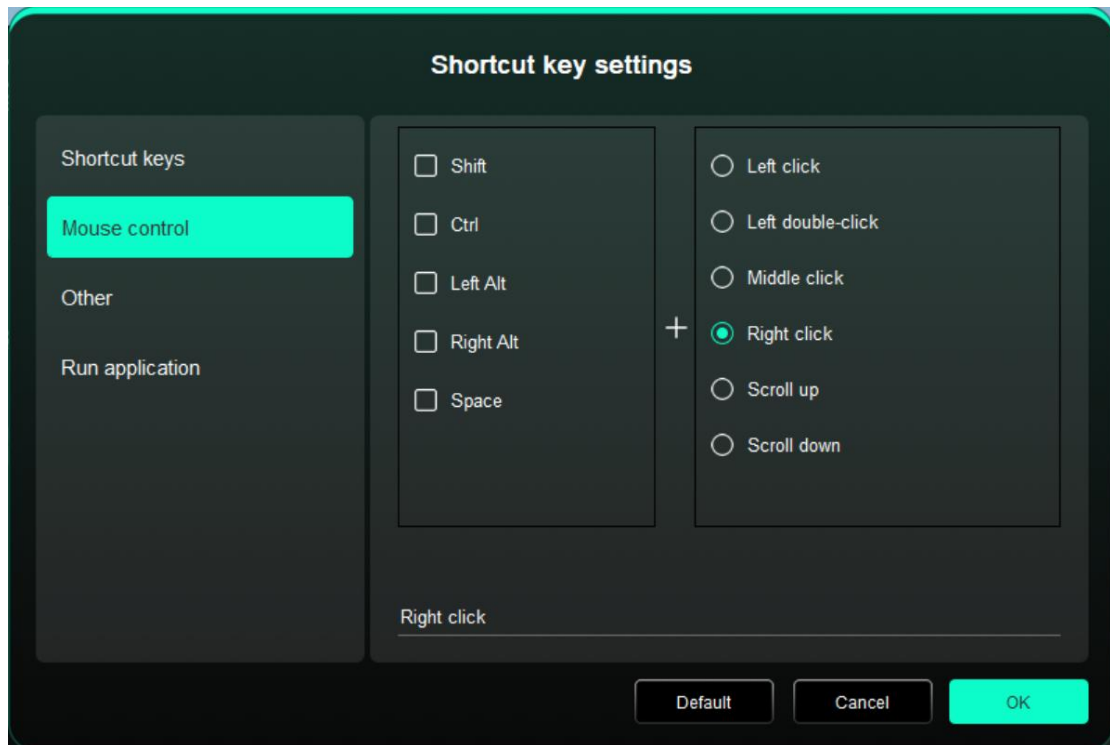 Shortcut key settings
Shortcut keys
Mouse control
Other
Run application
Shift
Ctrl
Left Alt
Right Alt
Space
+
Left click
Left double-click
Middle click
Right click
Scroll up
Scroll down
Right click
Default
Cancel
OK